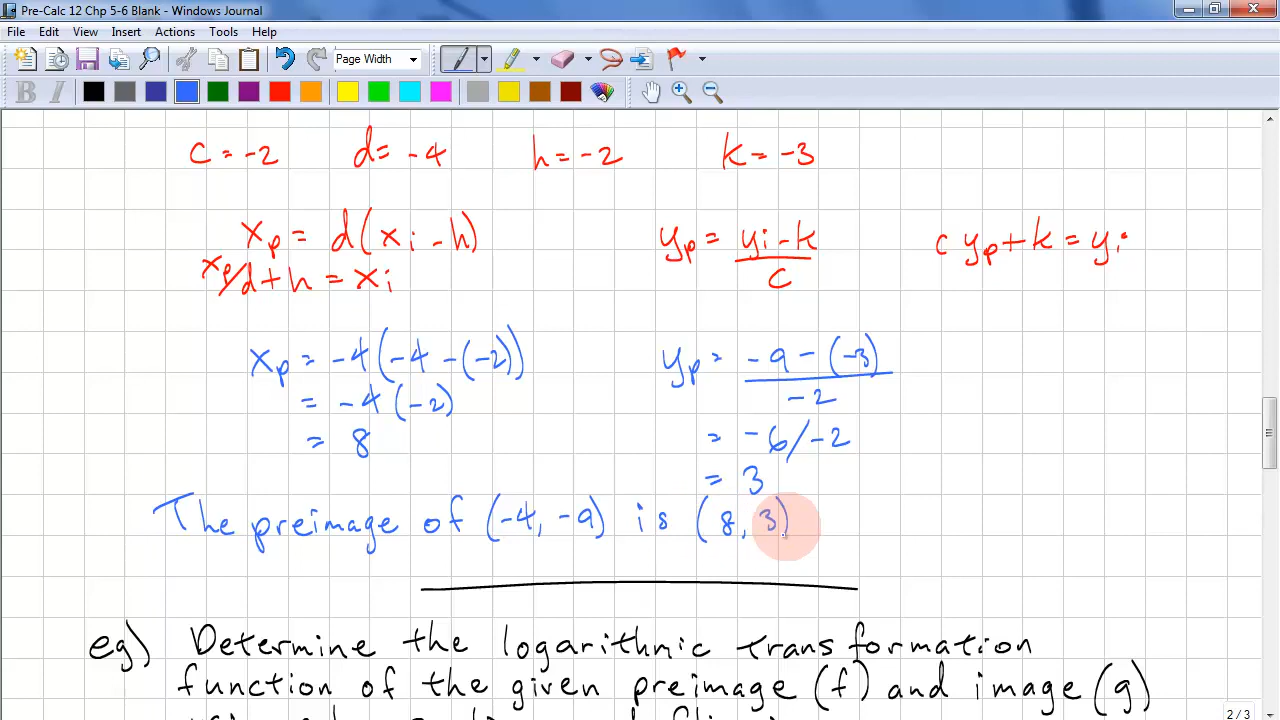 Pre-Calc 12 Chp 5-6 Blank - Windows Journal
File Edit View Insert Actions Tools Help
Page Width
B I
c = -2 d = -4 h = -2 k = -3
xp = d(xi - h) yp = yi - k / c c yp + k = yi
xp/d + h = xi
xp = -4(-4 - (-2)) yp = -9 - (-3) / -2
= -4(-2) = -6/-2
= 8 = 3
The preimage of (-4, -9) is (8, 3)
eg) Determine the logarithmic transformation
function of the given preimage (f) and image (g)
2/3